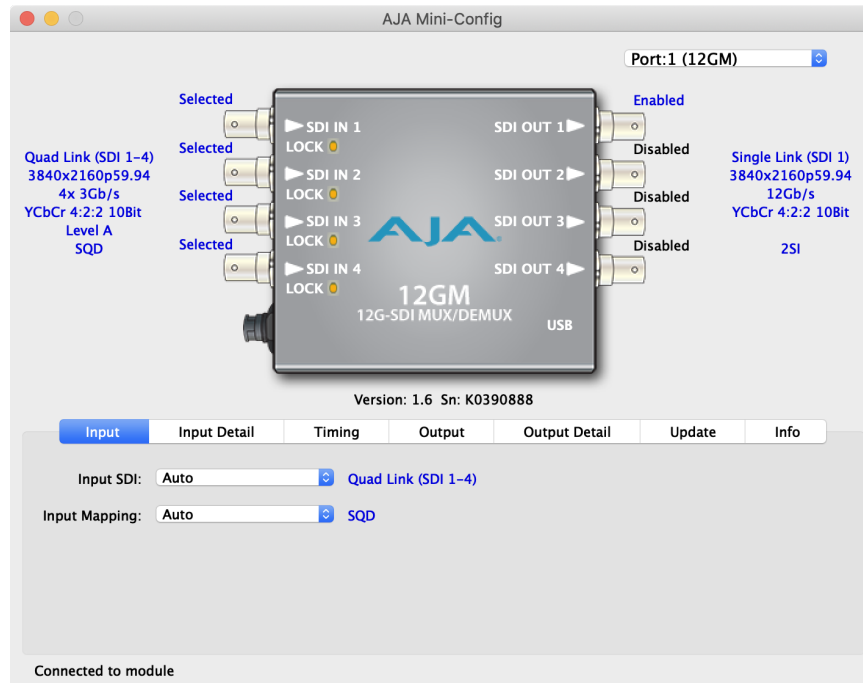 AJA Mini-Config
Port:1 (12GM)
Selected
Enabled
SDI IN 1
SDI OUT 1
LOCK
Selected
Disabled
Quad Link (SDI 1-4)
3840x2160p59.94
4x 3Gb/s
YCbCr 4:2:2 10Bit
Level A
SQD
SDI IN 2
SDI OUT 2
LOCK
Single Link (SDI 1)
3840x2160p59.94
12Gb/s
YCbCr 4:2:2 10Bit
2SI
Selected
Disabled
SDI IN 3
SDI OUT 3
LOCK
AJA
Selected
Disabled
SDI IN 4
SDI OUT 4
LOCK
12GM
12G-SDI MUX/DEMUX
USB
Version: 1.6 Sn: K0390888
Input Input Detail Timing Output Output Detail Update Info
Input SDI: Auto Quad Link (SDI 1-4)
Input Mapping: Auto SQD
Connected to module